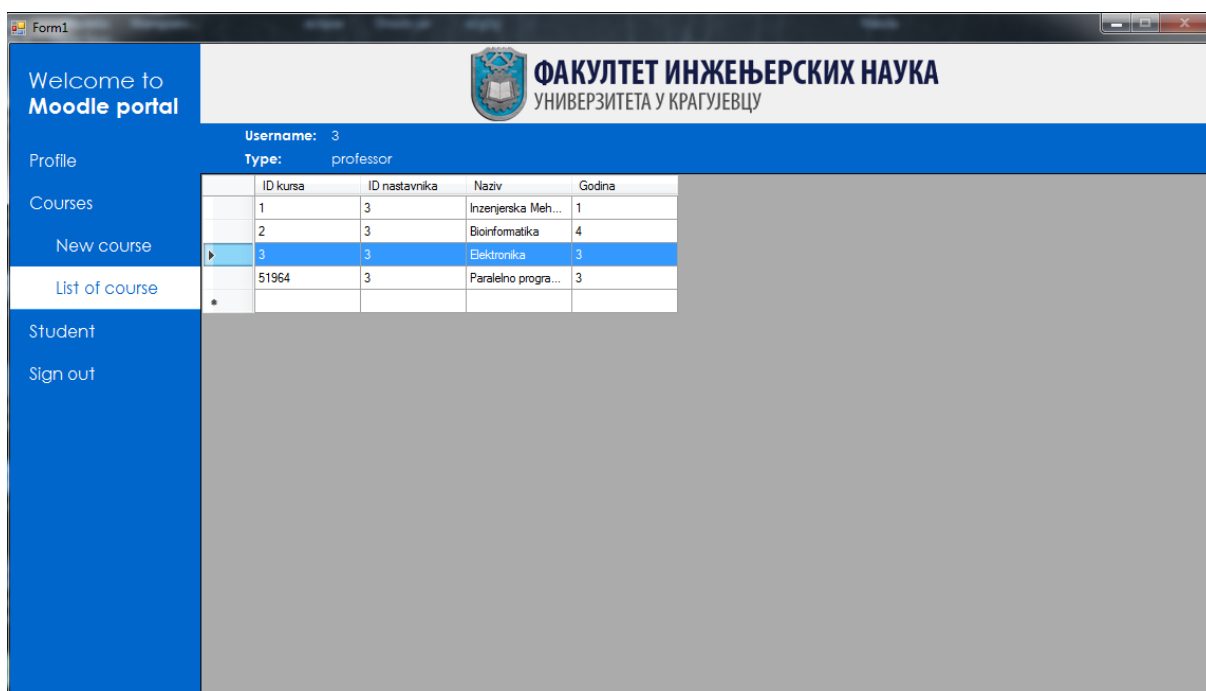 Form1
Welcome to
Moodle portal
ФАКУЛТЕТ ИНЖЕЊЕРСКИХ НАУКА
УНИВЕРЗИТЕТА У КРАГУЈЕВЦУ
Username: 3
Type: professor
Profile
Courses
New course
List of course
Student
Sign out
ID kursa ID nastavnika Naziv Godina
1 3 Inzenjerska Meh... 1
2 3 Bioinformatika 4
3 3 Elektronika 3
51964 3 Paralelno progra... 3